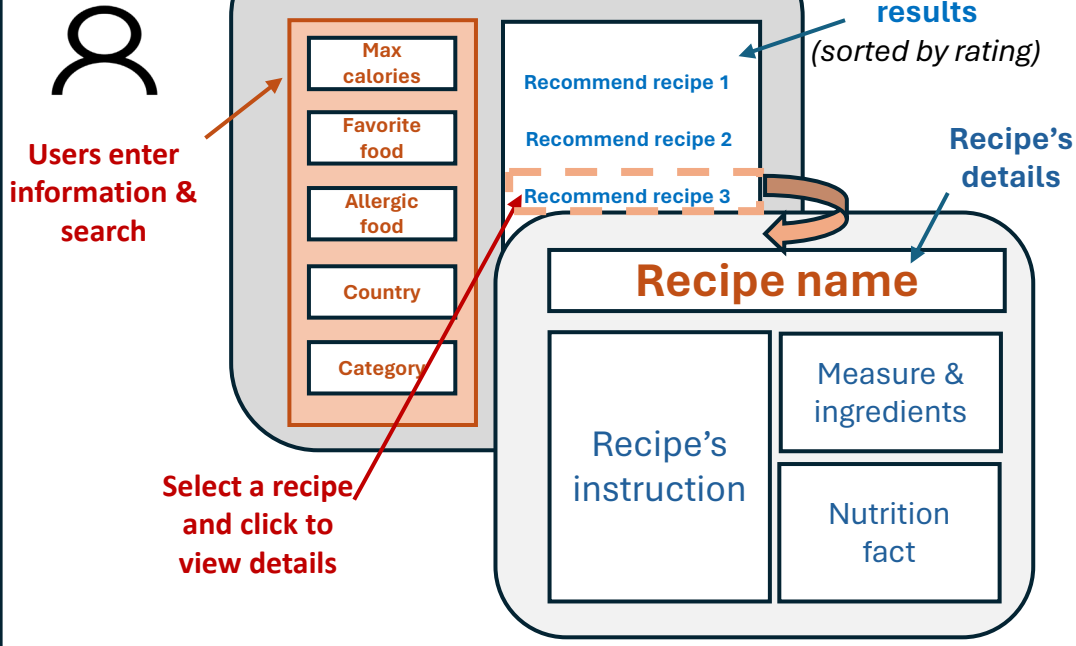 results
(sorted by rating)
Max
calories
Favorite
food
Allergic
food
Country
Category
Recommend recipe 1
Recommend recipe 2
Recommend recipe 3
Users enter
information &
search
Recipe's
details
Recipe name
Recipe's
instruction
Measure &
ingredients
Nutrition
fact
Select a recipe
and click to
view details